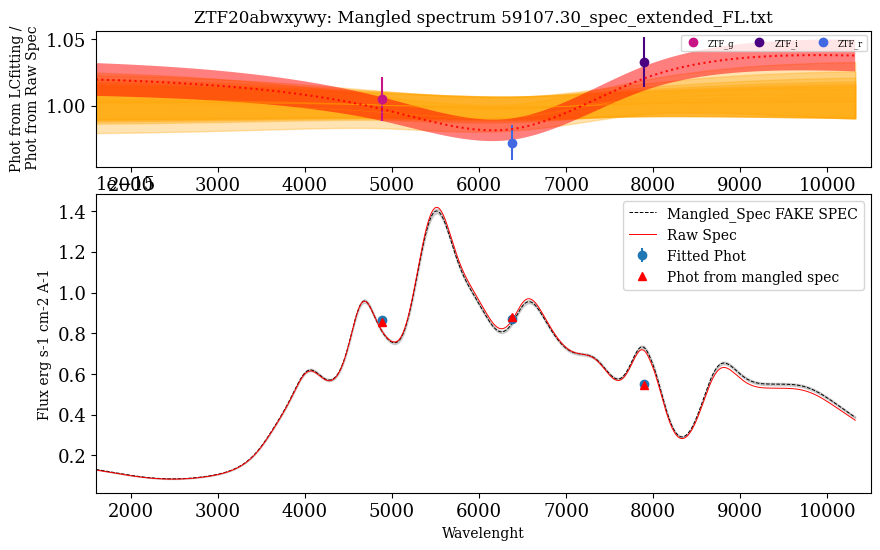 ZTF20abwxywy: Mangled spectrum 59107.30_spec_extended_FL.txt
Phot from LCfitting /
Phot from Raw Spec
1.05
1.00
ZTF_g
ZTF_i
ZTF_r
2000 3000 4000 5000 6000 7000 8000 9000 10000
1e−15
1.4
1.2
1.0
0.8
0.6
0.4
0.2
Flux erg s-1 cm-2 A-1
Mangled_Spec FAKE SPEC
Raw Spec
Fitted Phot
Phot from mangled spec
2000 3000 4000 5000 6000 7000 8000 9000 10000
Wavelenght